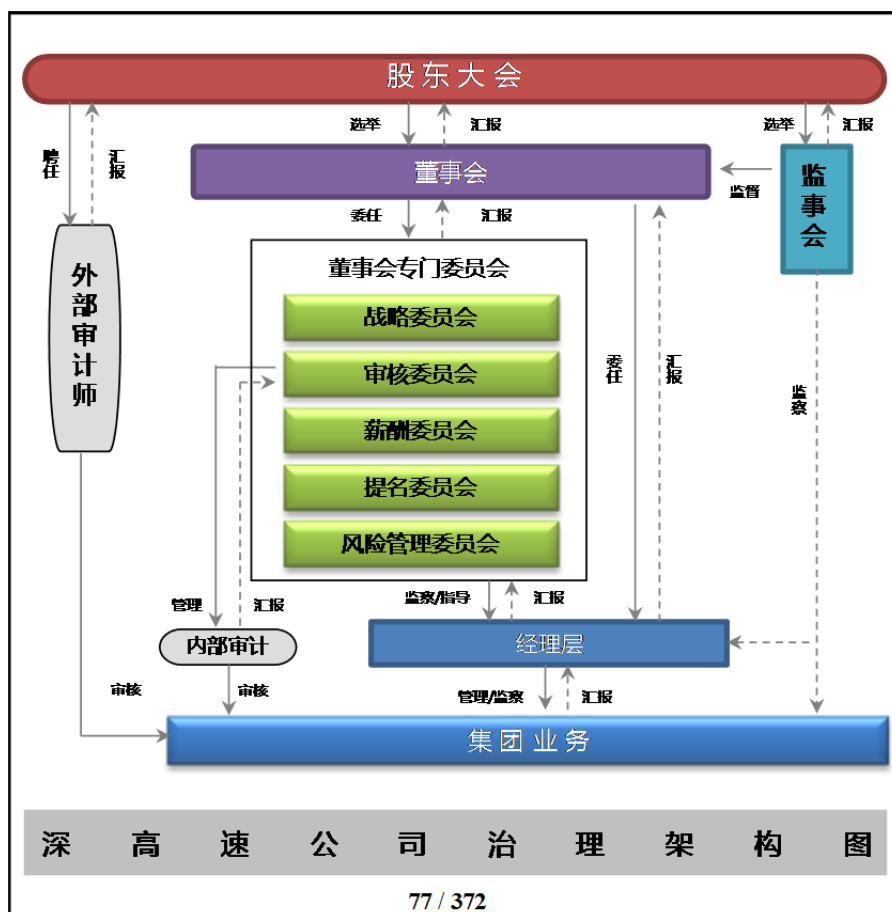 股东大会
选举
汇报
选举
汇报
聘任
汇报
董事会
监督
监事会
委任
汇报
外部审计师
董事会专门委员会
战略委员会
审核委员会
薪酬委员会
提名委员会
风险管理委员会
委任
汇报
监察
管理
汇报
监察/指导
汇报
内部审计
经理层
审核
审核
管理/监察
汇报
集团业务
深高速公司治理架构图
77 / 372